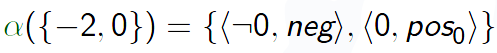 α({−2, 0}) = {⟨¬0, neg⟩, ⟨0, pos₀⟩}